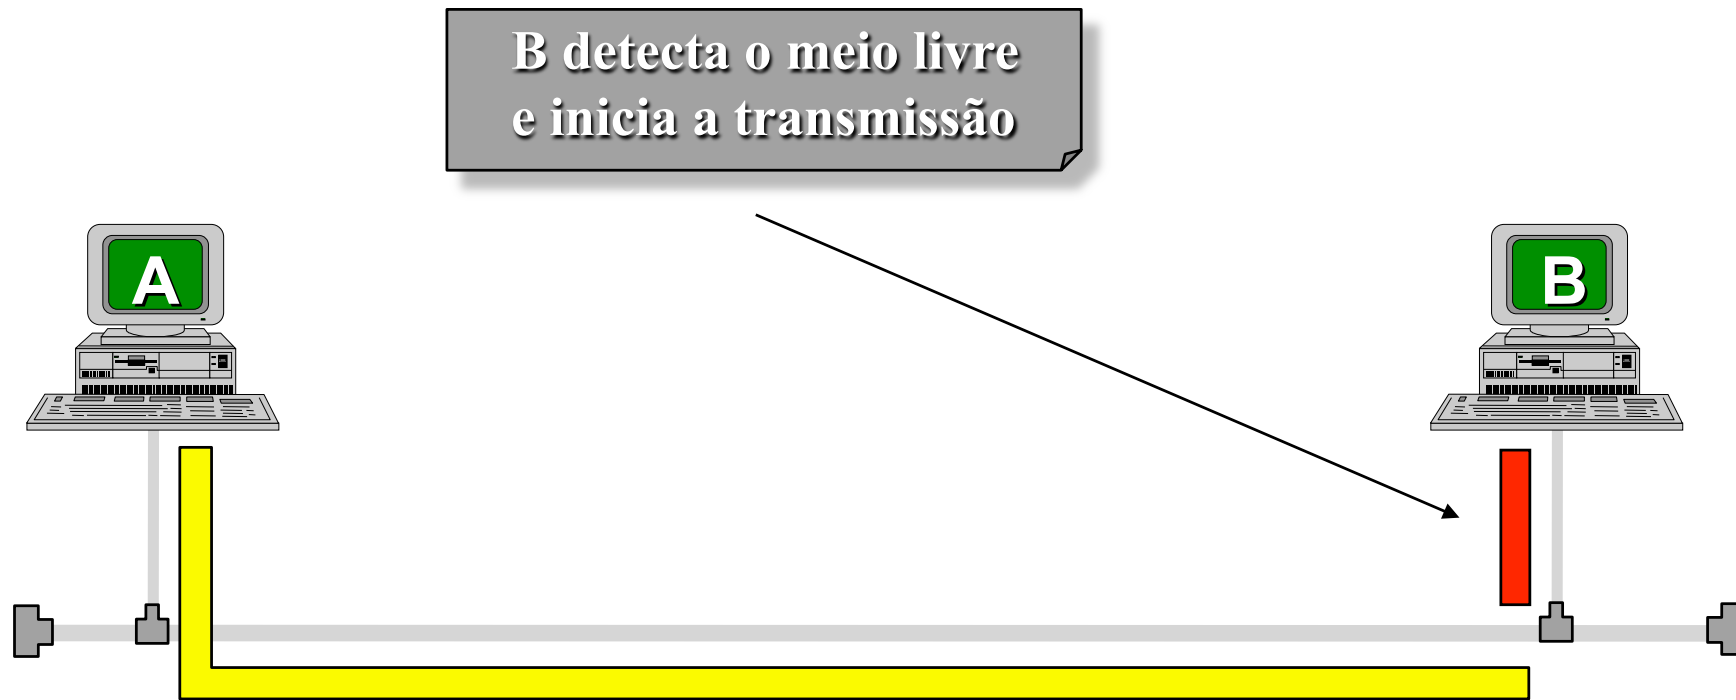 B detecta o meio livre
e inicia a transmissão
A
B